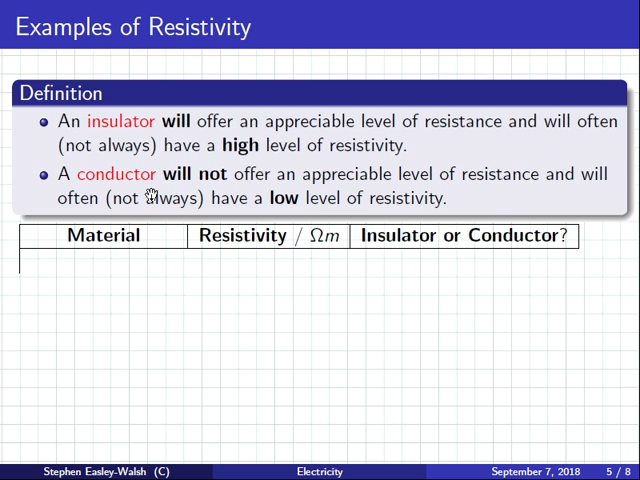 Examples of Resistivity
Definition
An insulator will offer an appreciable level of resistance and will often
(not always) have a high level of resistivity.
A conductor will not offer an appreciable level of resistance and will
often (not always) have a low level of resistivity.
Material Resistivity / Ωm Insulator or Conductor?
Stephen Easley-Walsh (C) Electricity September 7, 2018 5 / 8